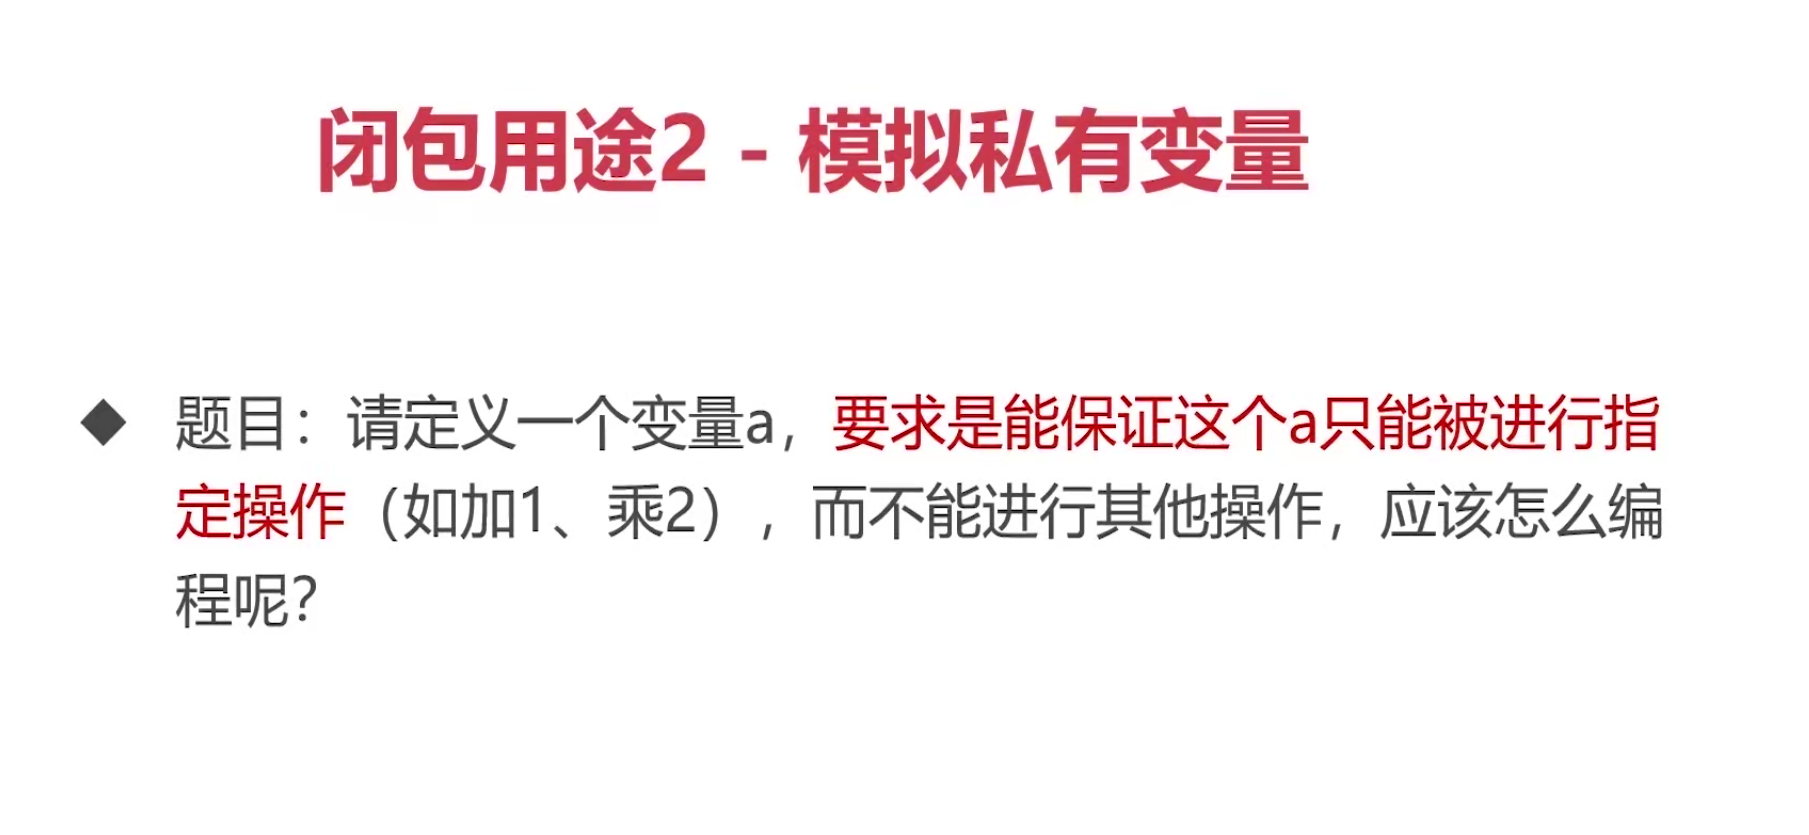 闭包用途2 - 模拟私有变量
◆ 题目：请定义一个变量a，要求是能保证这个a只能被进行指
定操作（如加1、乘2），而不能进行其他操作，应该怎么编
程呢？